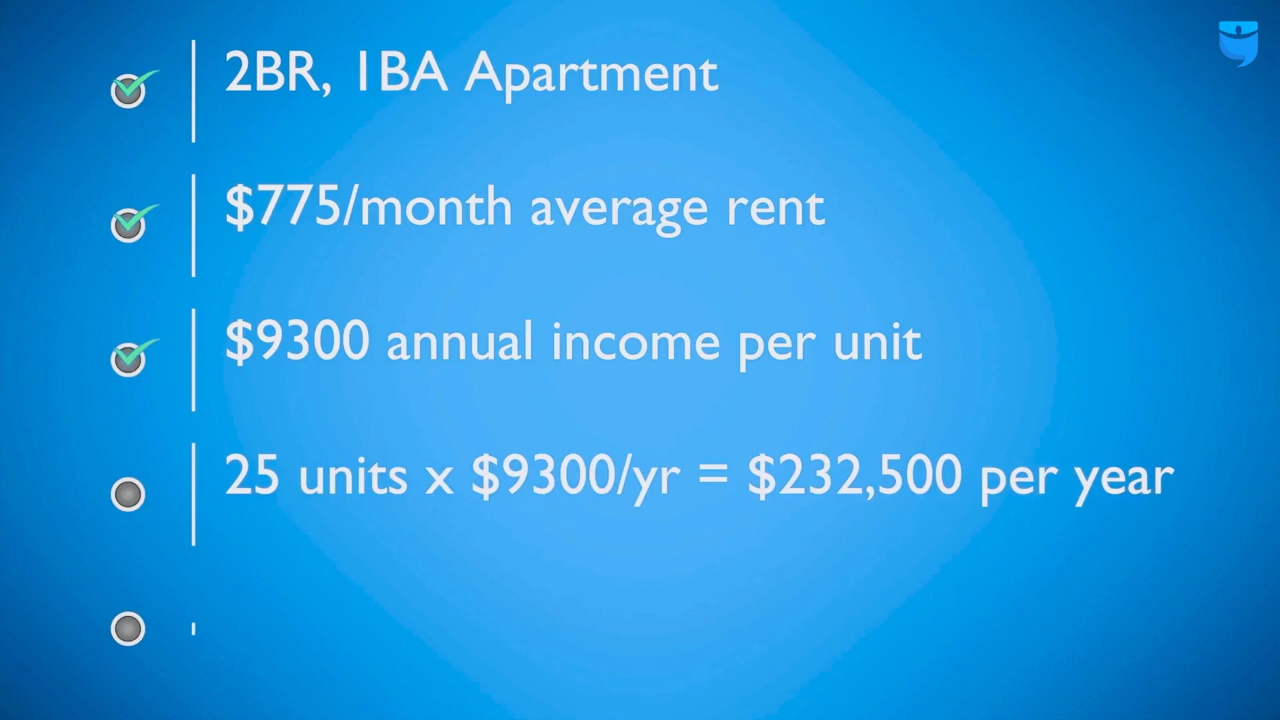 2BR, 1BA Apartment
$775/month average rent
$9300 annual income per unit
25 units x $9300/yr = $232,500 per year